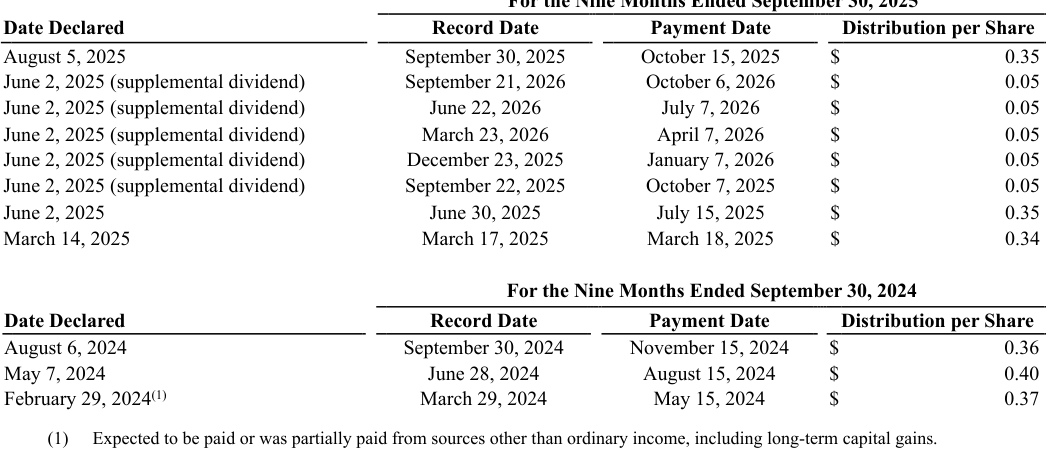 For the Nine Months Ended September 30, 2025
Date Declared Record Date Payment Date Distribution per Share
August 5, 2025 September 30, 2025 October 15, 2025 $ 0.35
June 2, 2025 (supplemental dividend) September 21, 2026 October 6, 2026 $ 0.05
June 2, 2025 (supplemental dividend) June 22, 2026 July 7, 2026 $ 0.05
June 2, 2025 (supplemental dividend) March 23, 2026 April 7, 2026 $ 0.05
June 2, 2025 (supplemental dividend) December 23, 2025 January 7, 2026 $ 0.05
June 2, 2025 (supplemental dividend) September 22, 2025 October 7, 2025 $ 0.05
June 2, 2025 June 30, 2025 July 15, 2025 $ 0.35
March 14, 2025 March 17, 2025 March 18, 2025 $ 0.34
For the Nine Months Ended September 30, 2024
Date Declared Record Date Payment Date Distribution per Share
August 6, 2024 September 30, 2024 November 15, 2024 $ 0.36
May 7, 2024 June 28, 2024 August 15, 2024 $ 0.40
February 29, 2024(1) March 29, 2024 May 15, 2024 $ 0.37
(1) Expected to be paid or was partially paid from sources other than ordinary income, including long-term capital gains.